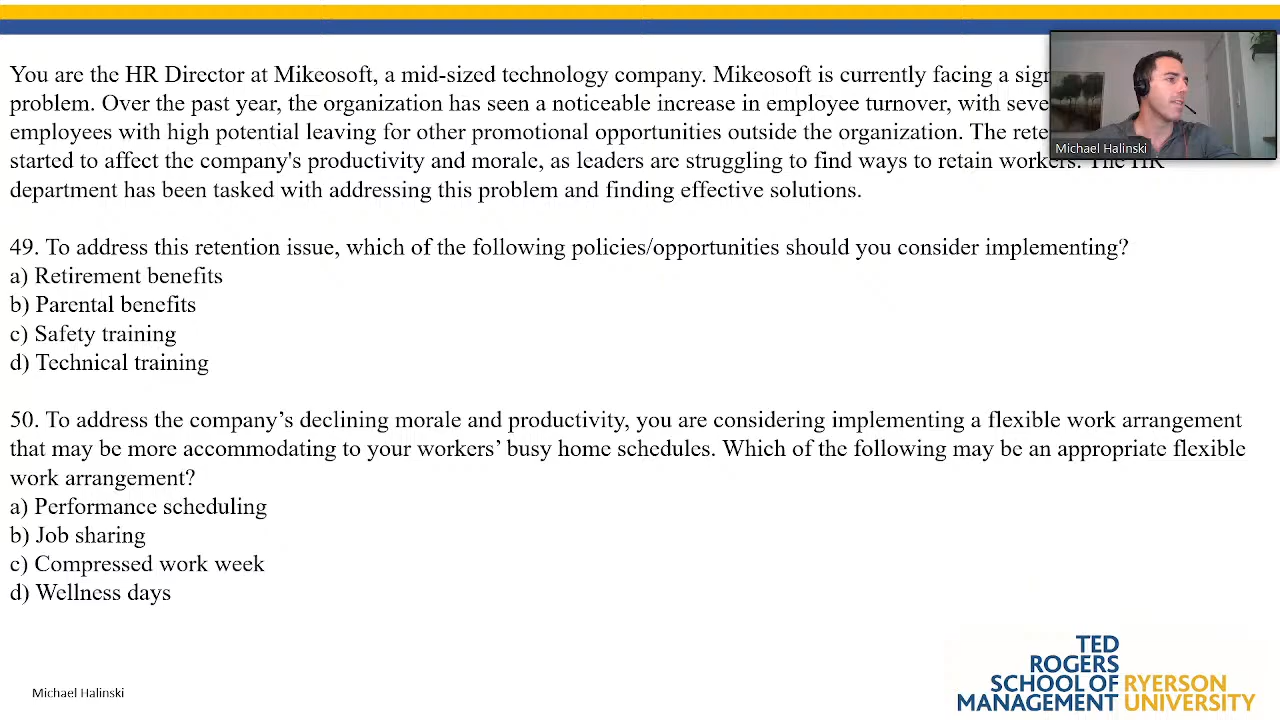 You are the HR Director at Mikeosoft, a mid-sized technology company. Mikeosoft is currently facing a
problem. Over the past year, the organization has seen a noticeable increase in employee turnover, with
employees with high potential leaving for other promotional opportunities outside the organization. The
started to affect the company's productivity and morale, as leaders are struggling to find ways to retain workers. The HR
department has been tasked with addressing this problem and finding effective solutions.
49. To address this retention issue, which of the following policies/opportunities should you consider implementing?
a) Retirement benefits
b) Parental benefits
c) Safety training
d) Technical training
50. To address the company’s declining morale and productivity, you are considering implementing a flexible work arrangement
that may be more accommodating to your workers’ busy home schedules. Which of the following may be an appropriate flexible
work arrangement?
a) Performance scheduling
b) Job sharing
c) Compressed work week
d) Wellness days
Michael Halinski
Michael Halinski
TED
ROGERS
SCHOOL OF RYERSON
MANAGEMENT UNIVERSITY